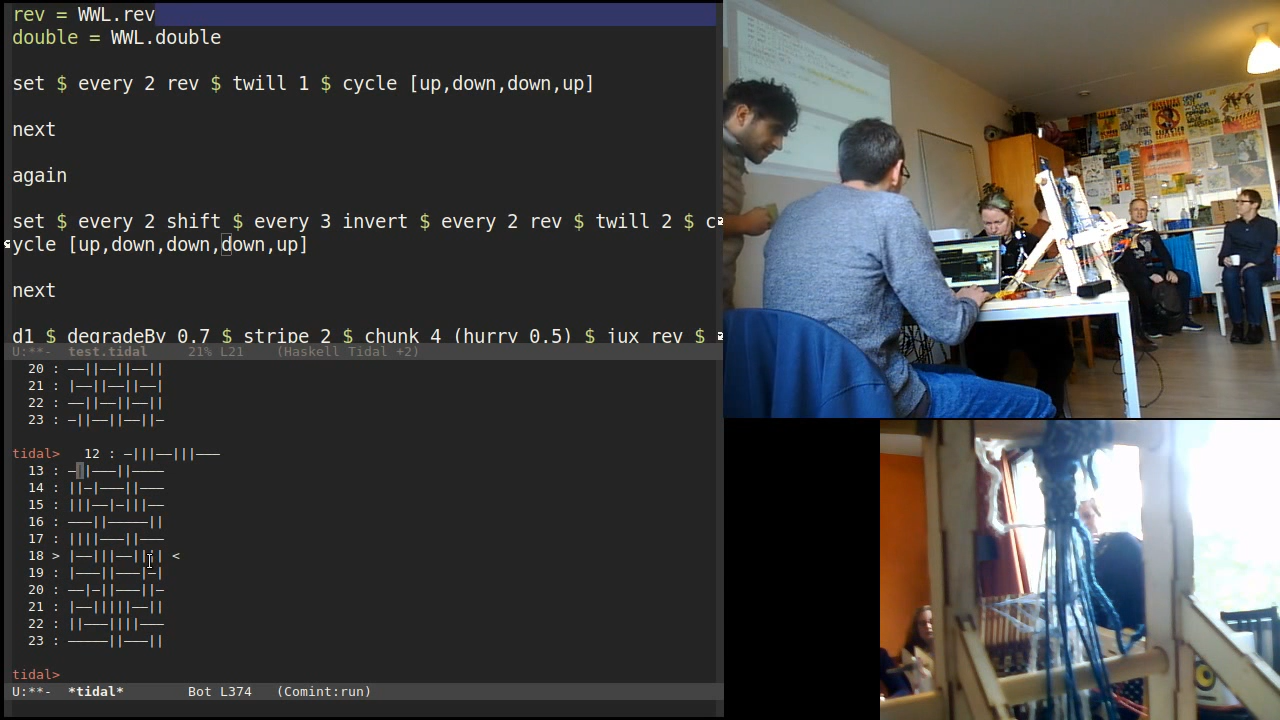 rev = WWL.rev
double = WWL.double
set $ every 2 rev $ twill 1 $ cycle [up,down,down,up]
next
again
set $ every 2 shift $ every 3 invert $ every 2 rev $ twill 2 $ c
ycle [up,down,down,down,up]
next
d1 $ degradeBy 0.7 $ stripe 2 $ chunk 4 (hurry 0.5) $ jux rev $
U:**-  test.tidal     21% L21    (Haskell Tidal +2)
20 : ——||——||——||
21 : |——||——||——|
22 : ——||——||——||
23 : —||——||——||—
tidal>   12 : —|||——|||———
13 : —||———||————
14 : ||—|———||———
15 : |||——|—|||——
16 : ———||—————||
17 : ||||———||———
18 > |——|||——|||| <
19 : |———||———|—|
20 : ——|—||———||—
21 : |——|||||——||
22 : ||———||||———
23 : —————||———||
tidal>
U:**-  *tidal*       Bot L374   (Comint:run)